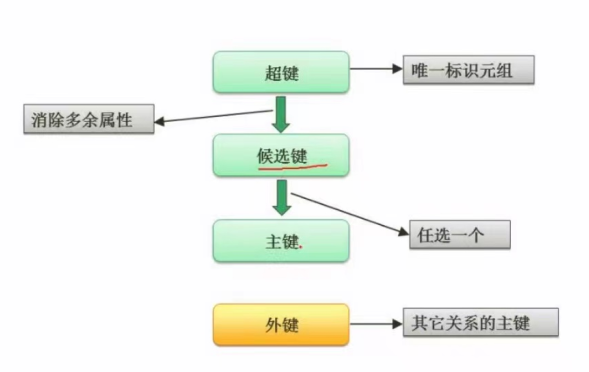 超键
唯一标识元组
消除多余属性
候选键
主键
任选一个
外键
其它关系的主键